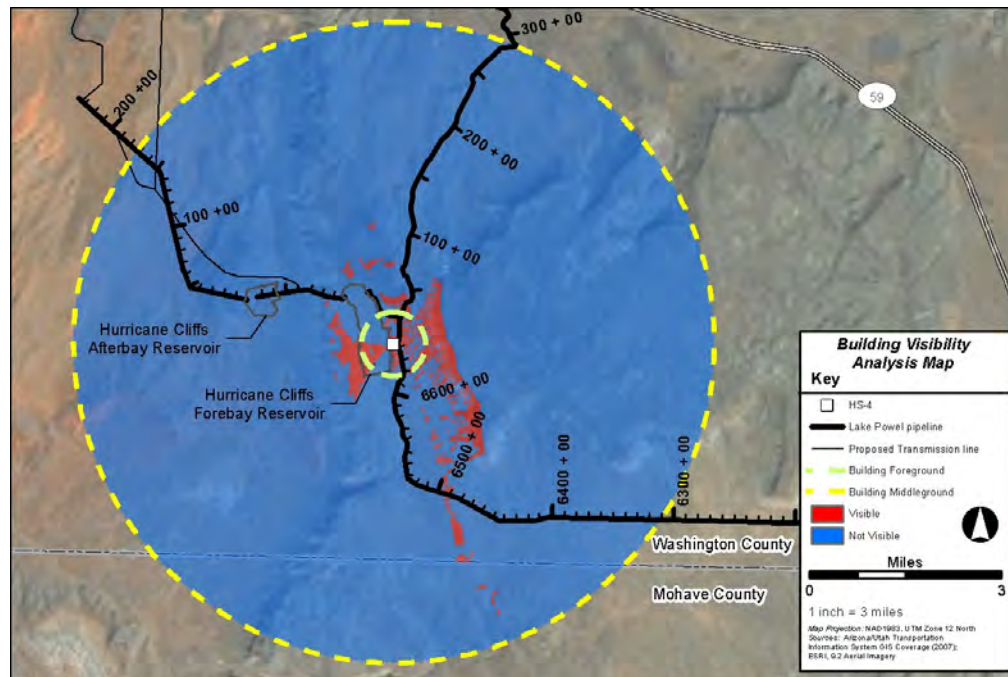 300 + 00
59
200 +00
200 + 00
100 + 00
100 + 00
Hurricane Cliffs
Afterbay Reservoir
Hurricane Cliffs
Forebay Reservoir
6600 + 00
6500 + 00
6400 + 00
6300 + 00
Washington County
Mohave County
Building Visibility
Analysis Map
Key
HS-4
Lake Powel pipeline
Proposed Transmission line
Building Foreground
Building Middleground
Visible
Not Visible
Miles
0 3
1 inch = 3 miles
Map Projection: NAD1983, UTM Zone 12 North
Sources: Arizona/Utah Transportation
Information System GIS Coverage (2007);
ESRI, G2 Aerial Imagery